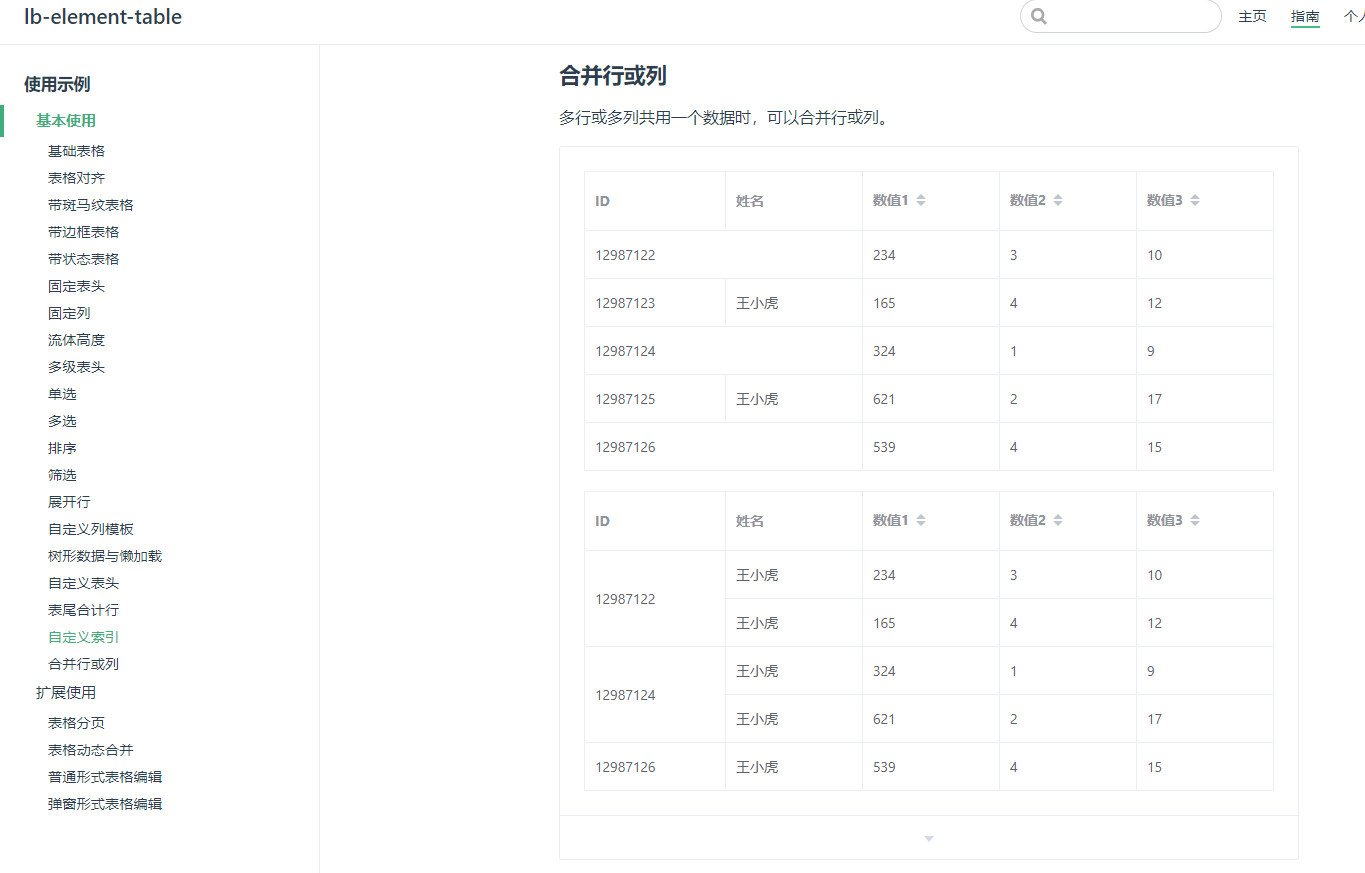 lb-element-table
主页 指南 个人
使用示例
基本使用
基础表格
表格对齐
带斑马纹表格
带边框表格
带状态表格
固定表头
固定列
流体高度
多级表头
单选
多选
排序
筛选
展开行
自定义列模板
树形数据与懒加载
自定义表头
表尾合计行
自定义索引
合并行或列
扩展使用
表格分页
表格动态合并
普通形式表格编辑
弹窗形式表格编辑
合并行或列
多行或多列共用一个数据时，可以合并行或列。
ID 姓名 数值1 数值2 数值3
12987122 234 3 10
12987123 王小虎 165 4 12
12987124 324 1 9
12987125 王小虎 621 2 17
12987126 539 4 15
ID 姓名 数值1 数值2 数值3
12987122 王小虎 234 3 10
王小虎 165 4 12
12987124 王小虎 324 1 9
王小虎 621 2 17
12987126 王小虎 539 4 15